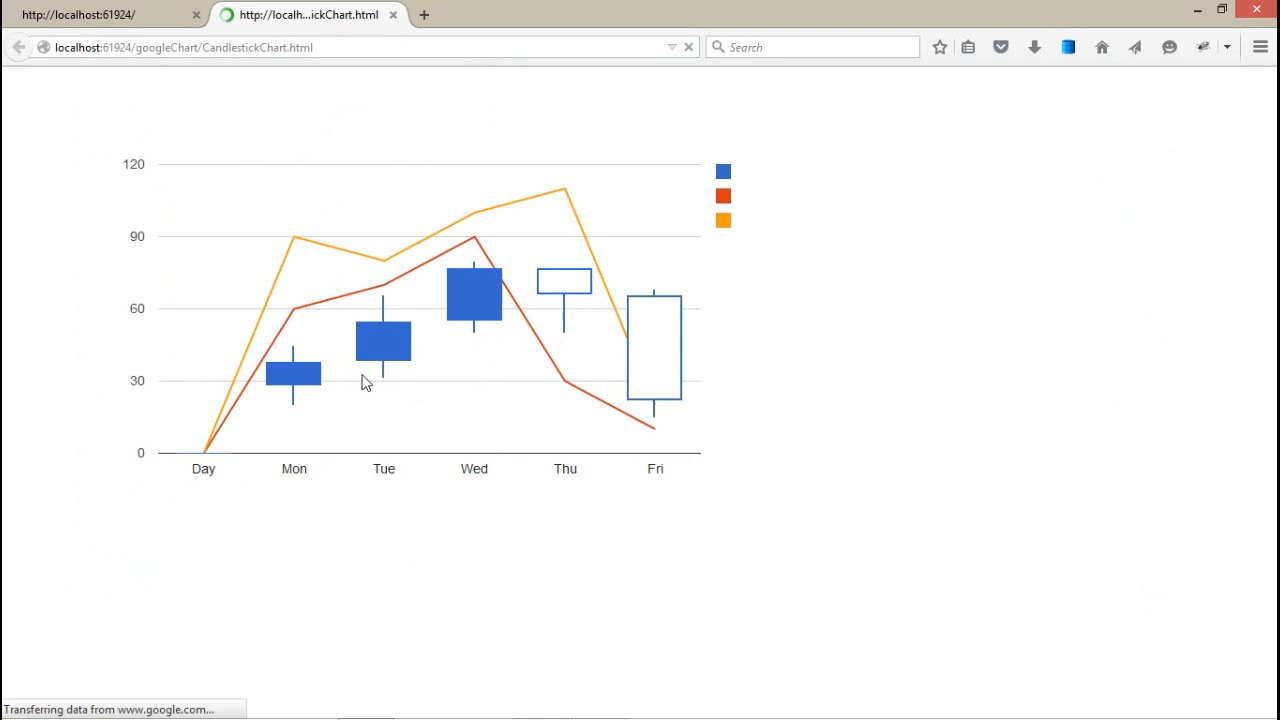 http://localhost:61924/
http://localh...ickChart.html
localhost:61924/googleChart/CandlestickChart.html
Search
120
90
60
30
0
Day Mon Tue Wed Thu Fri
Transferring data from www.google.com...